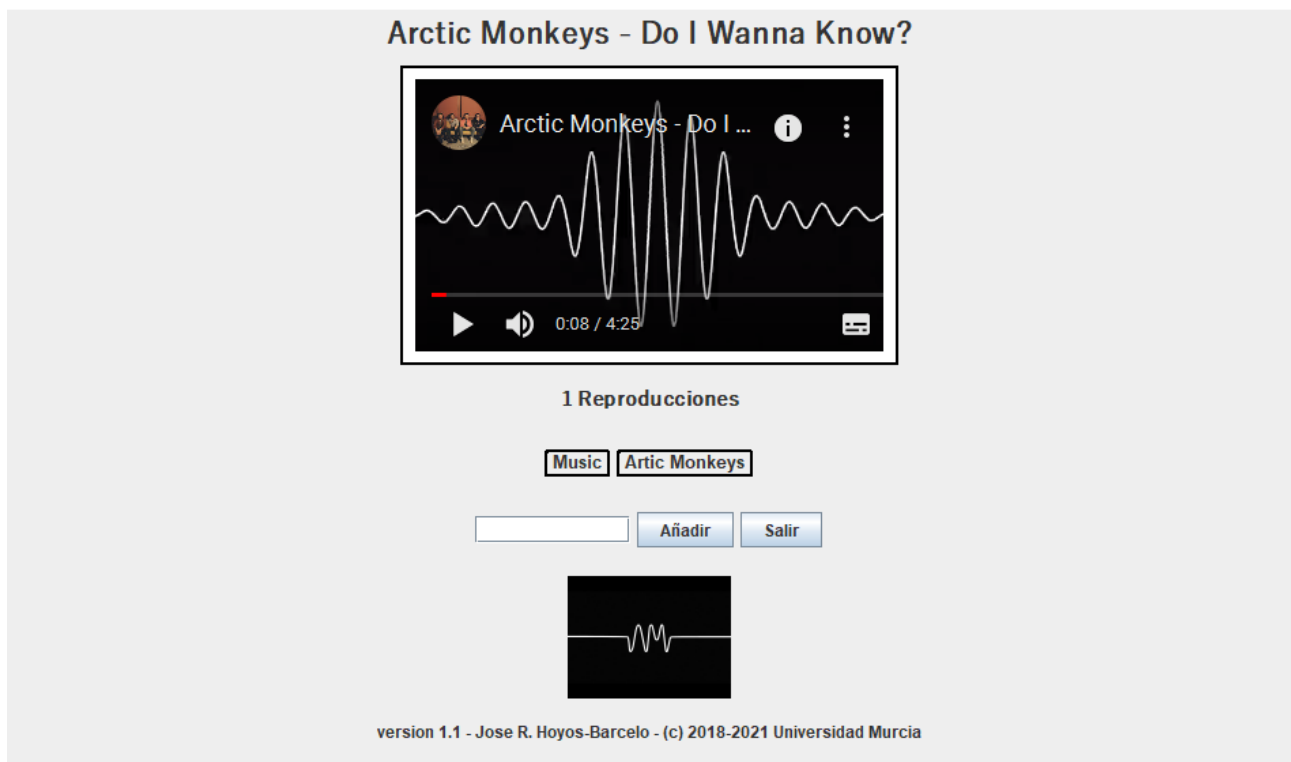 Arctic Monkeys - Do I Wanna Know?
Arctic Monkeys - Do I ...
0:08 / 4:25
1 Reproducciones
Music Artic Monkeys
Añadir Salir
version 1.1 - Jose R. Hoyos-Barcelo - (c) 2018-2021 Universidad Murcia